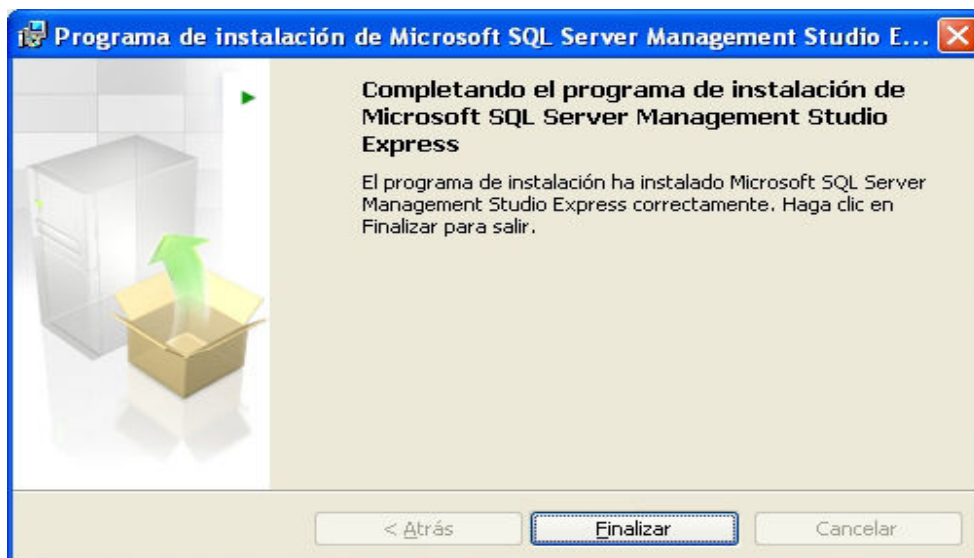 Programa de instalación de Microsoft SQL Server Management Studio E...
Completando el programa de instalación de
Microsoft SQL Server Management Studio
Express
El programa de instalación ha instalado Microsoft SQL Server
Management Studio Express correctamente. Haga clic en
Finalizar para salir.
< Atrás
Finalizar
Cancelar